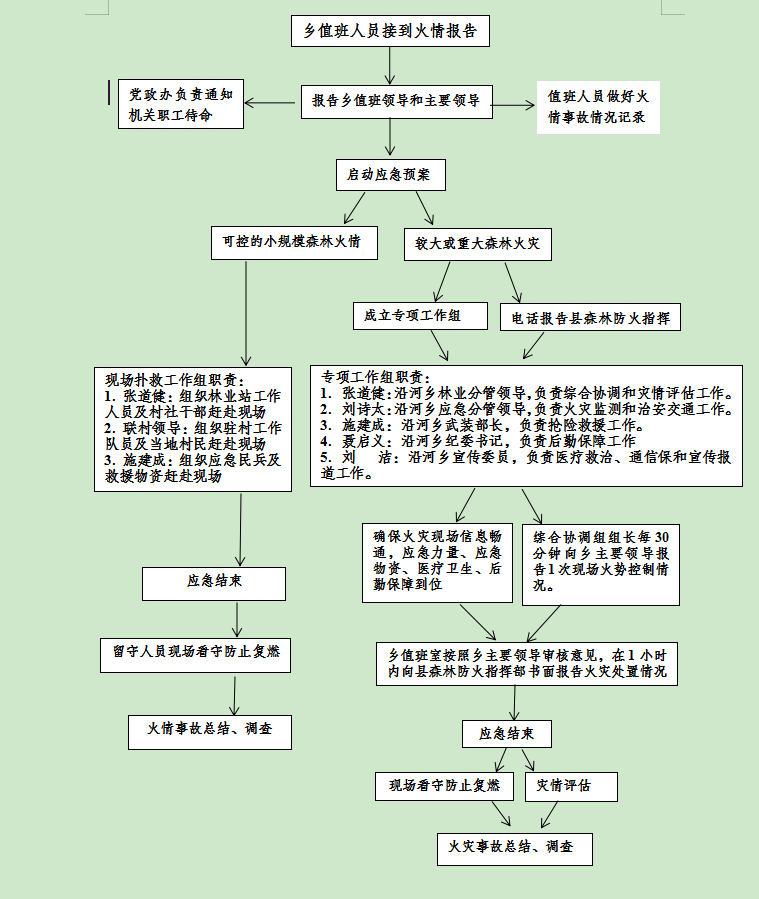 乡值班人员接到火情报告
党政办负责通知
机关职工待命
报告乡值班领导和主要领导
值班人员做好火
情事故情况记录
启动应急预案
可控的小规模森林火情
较大或重大森林火灾
成立专项工作组
电话报告县森林防火指挥
现场扑救工作组职责：
1. 张道健：组织林业站工作
人员及村社干部赶赴现场
2. 联村领导：组织驻村工作
队员及当地村民赶赴现场
3. 施建成：组织应急民兵及
救援物资赶赴现场
专项工作组职责：
1. 张道健：沿河乡林业分管领导，负责综合协调和灾情评估工作。
2. 刘诗太：沿河乡应急分管领导，负责火灾监测和治安交通工作。
3. 施建成：沿河乡武装部长，负责抢险救援工作。
4. 聂启义：沿河乡纪委书记，负责后勤保障工作
5. 刘 洁：沿河乡宣传委员，负责医疗救治、通信保和宣传报
道工作。
确保火灾现场信息畅
通，应急力量、应急
物资、医疗卫生、后
勤保障到位
综合协调组组长每30
分钟向乡主要领导报
告1次现场火势控制情
况。
应急结束
留守人员现场看守防止复燃
火情事故总结、调查
乡值班室按照乡主要领导审核意见，在1小时
内向县森林防火指挥部书面报告火灾处置情况
应急结束
现场看守防止复燃
灾情评估
火灾事故总结、调查